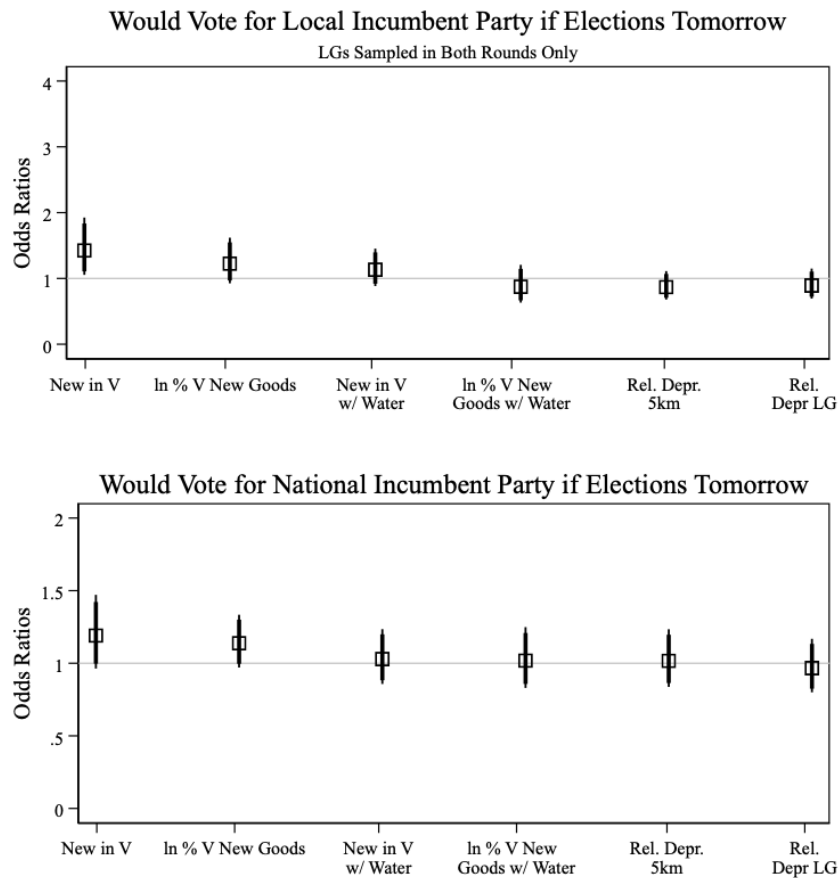 Would Vote for Local Incumbent Party if Elections Tomorrow
LGs Sampled in Both Rounds Only
Odds Ratios
4
3
2
1
0
New in V
ln % V New Goods
New in V
w/ Water
ln % V New
Goods w/ Water
Rel. Depr.
5km
Rel.
Depr LG
Would Vote for National Incumbent Party if Elections Tomorrow
Odds Ratios
2
1.5
1
.5
0
New in V
ln % V New Goods
New in V
w/ Water
ln % V New
Goods w/ Water
Rel. Depr.
5km
Rel.
Depr LG